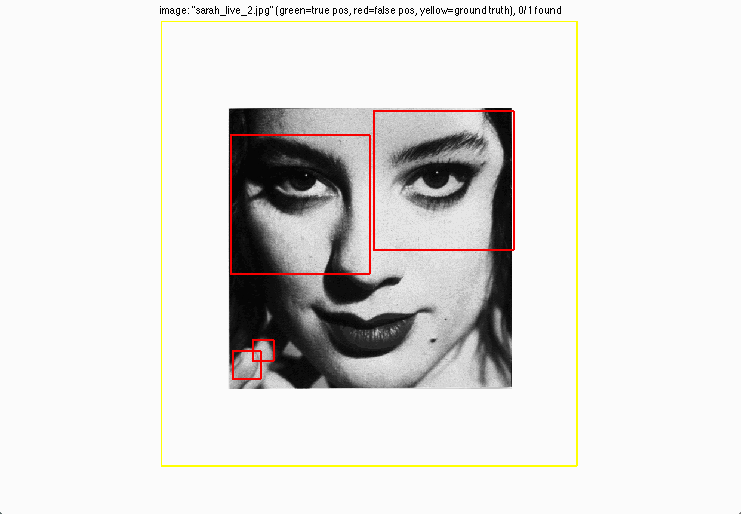 image: "sarah_live_2.jpg" (green=true pos, red=false pos, yellow=ground truth), 0/1 found